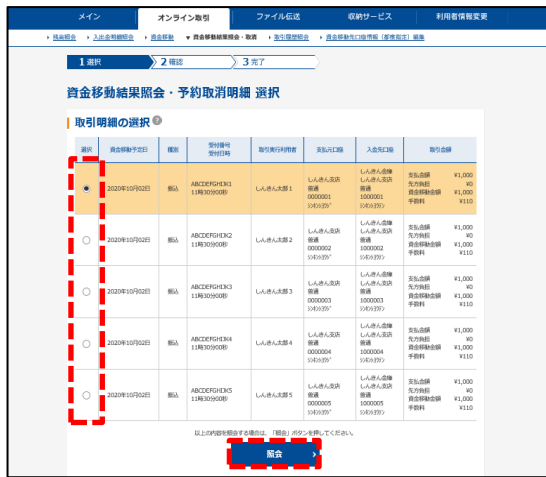 メイン オンライン取引 ファイル伝送 収納サービス 利用者情報変更
残高照会 入出金明細照会 資金移動 資金移動結果照会・取消 取引履歴照会 資金移動先口座情報(都度指定)編集
1 選択 2 確認 3 完了
資金移動結果照会・予約取消明細 選択
取引明細の選択
選択 資金移動予定日 種別 受付番号 取引実行利用者 支払元口座 入金先口座 取引金額
受付日時
2020年10月02日 振込 ABCDEFGHIJK1 しんきん太郎1
11時30分00秒
しんきん支店
普通
0000001
しんきん金庫
しんきん支店
普通
1000001
支払金額 ¥1,000
先方負担 ¥0
資金移動金額 ¥1,000
手数料 ¥110
2020年10月02日 振込 ABCDEFGHIJK2 しんきん太郎2
11時30分00秒
しんきん支店
普通
0000002
しんきん金庫
しんきん支店
普通
1000002
支払金額 ¥1,000
先方負担 ¥0
資金移動金額 ¥1,000
手数料 ¥110
2020年10月02日 振込 ABCDEFGHIJK3 しんきん太郎3
11時30分00秒
しんきん支店
普通
0000003
しんきん金庫
しんきん支店
普通
1000003
支払金額 ¥1,000
先方負担 ¥0
資金移動金額 ¥1,000
手数料 ¥110
2020年10月02日 振込 ABCDEFGHIJK4 しんきん太郎4
11時30分00秒
しんきん支店
普通
0000004
しんきん金庫
しんきん支店
普通
1000004
支払金額 ¥1,000
先方負担 ¥0
資金移動金額 ¥1,000
手数料 ¥110
2020年10月02日 振込 ABCDEFGHIJK5 しんきん太郎5
11時30分00秒
しんきん支店
普通
0000005
しんきん金庫
しんきん支店
普通
1000005
支払金額 ¥1,000
先方負担 ¥0
資金移動金額 ¥1,000
手数料 ¥110
以上の内容を照会する場合は、「照会」ボタンを押してください。
照会